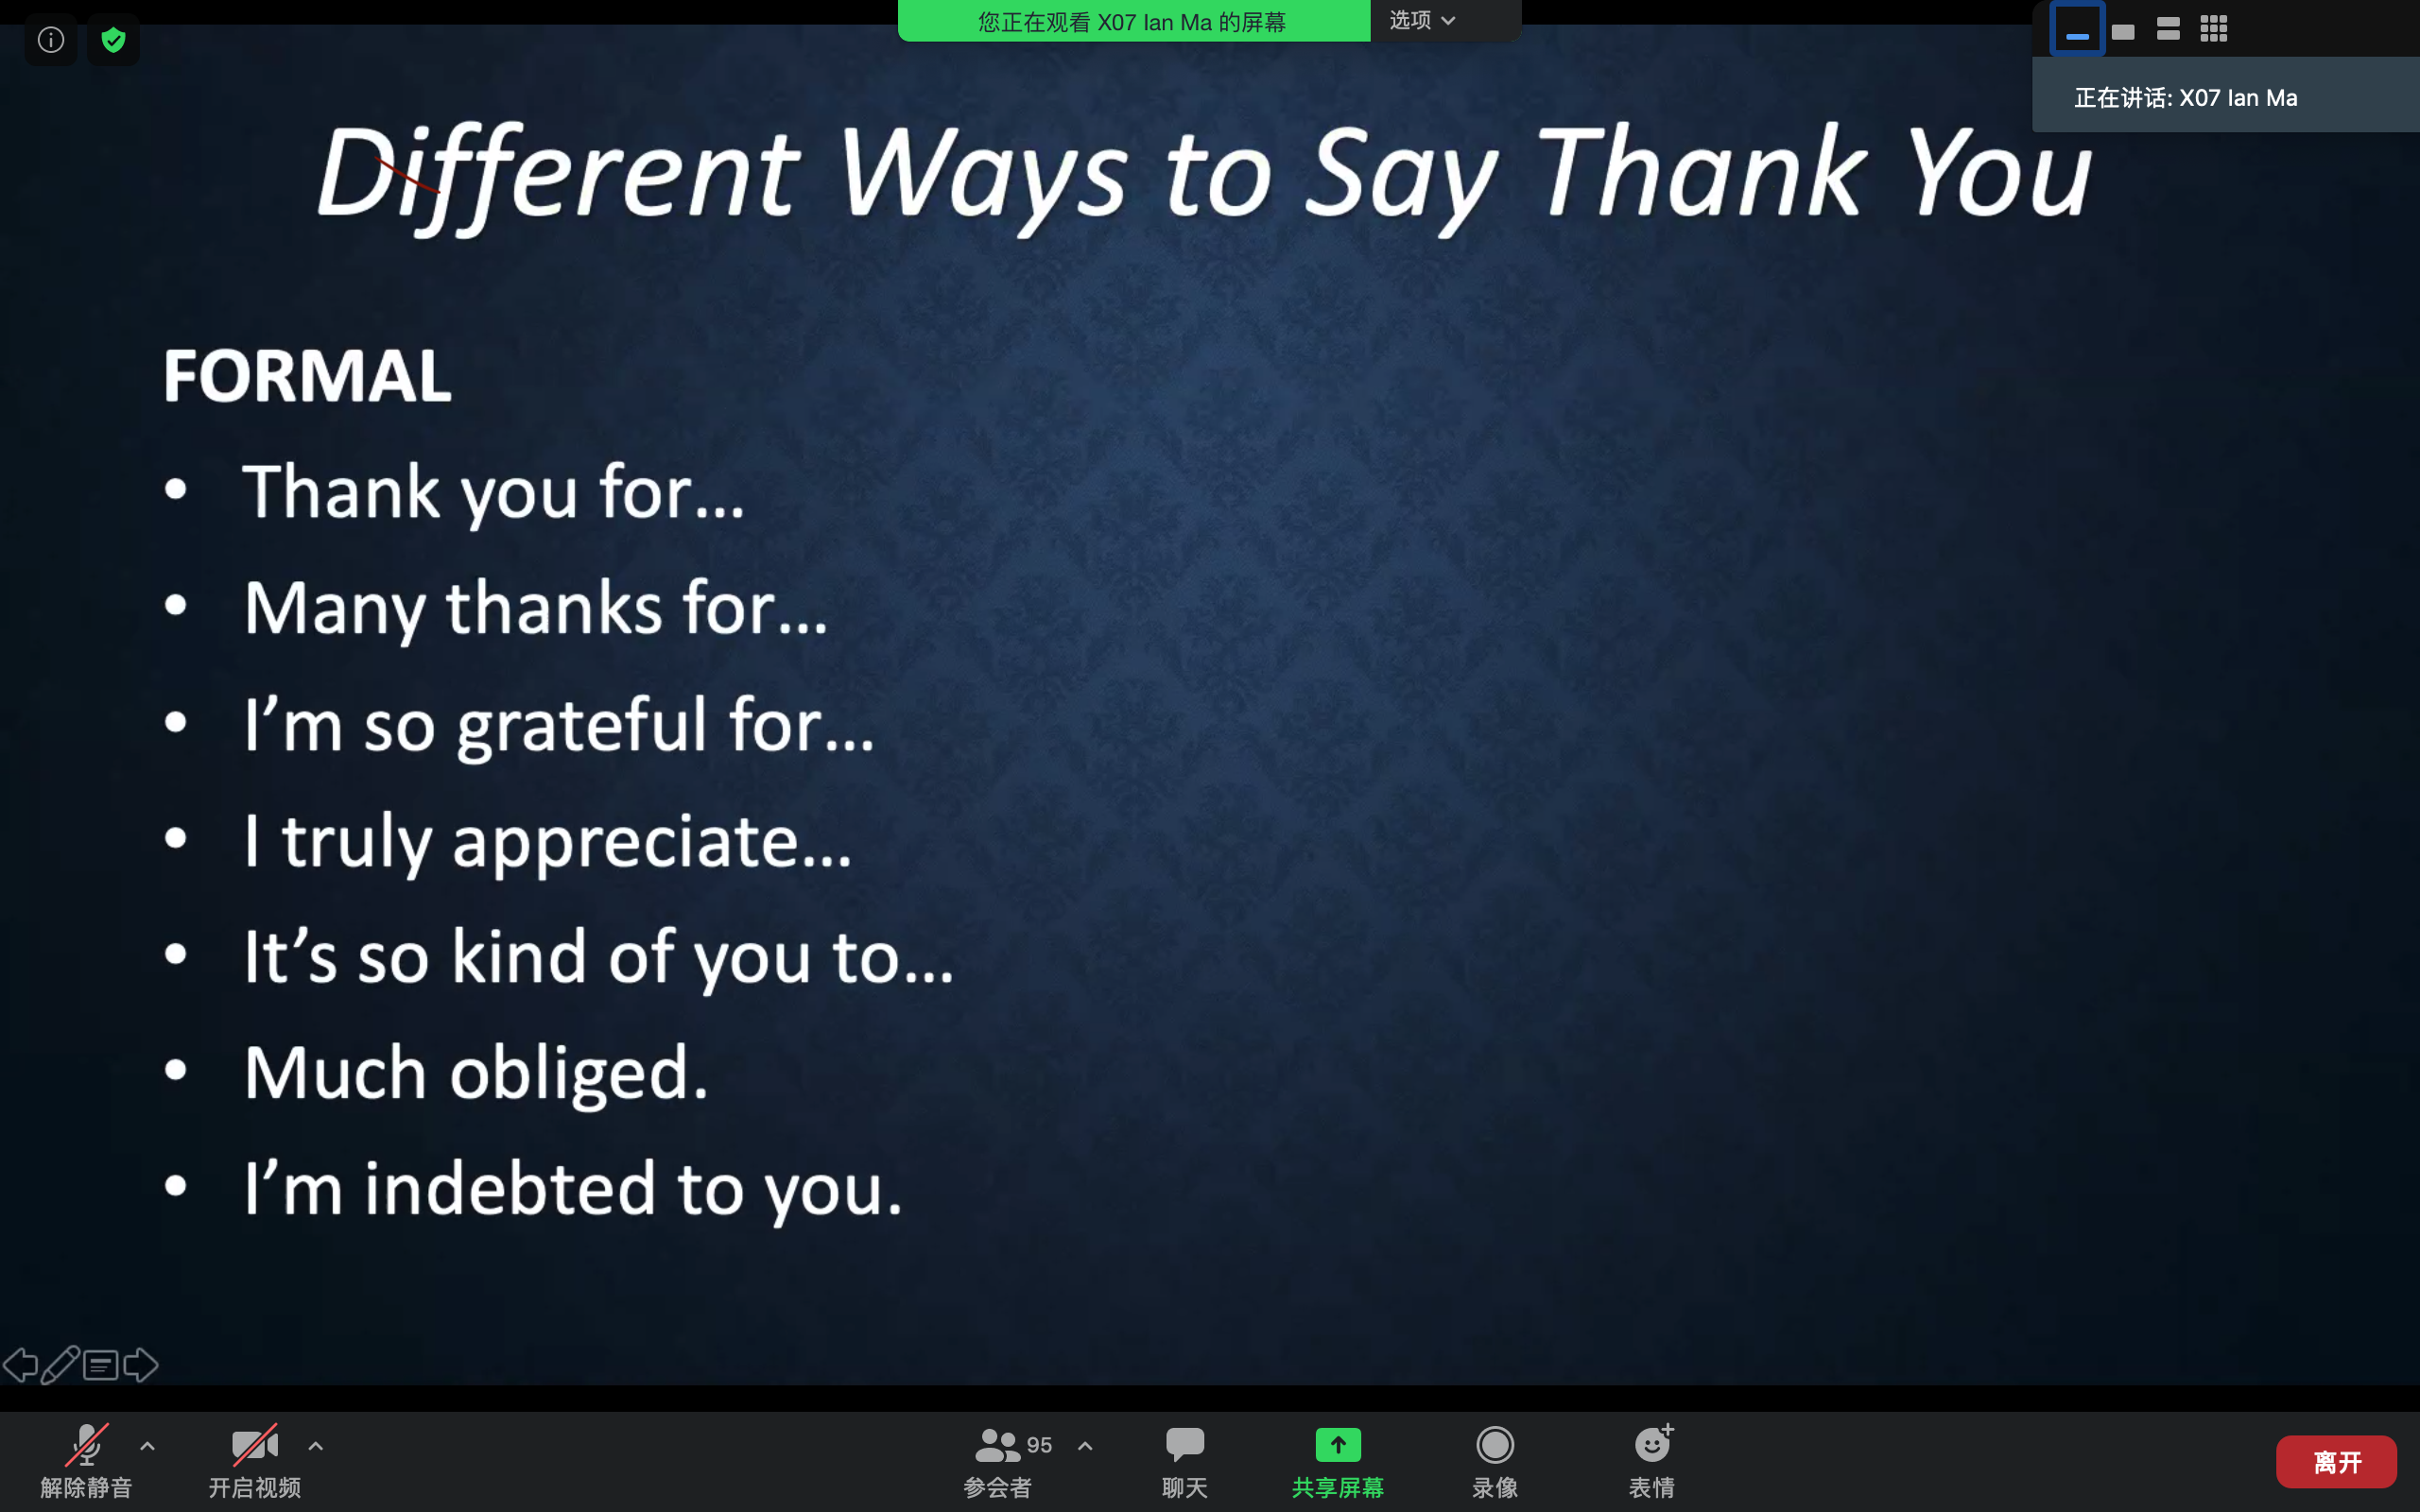 您正在观看 X07 Ian Ma 的屏幕
选项
正在讲话: X07 Ian Ma
Different Ways to Say Thank You
FORMAL
• Thank you for...
• Many thanks for...
• I’m so grateful for...
• I truly appreciate...
• It’s so kind of you to...
• Much obliged.
• I’m indebted to you.
95
解除静音
开启视频
参会者
聊天
共享屏幕
录像
表情
离开